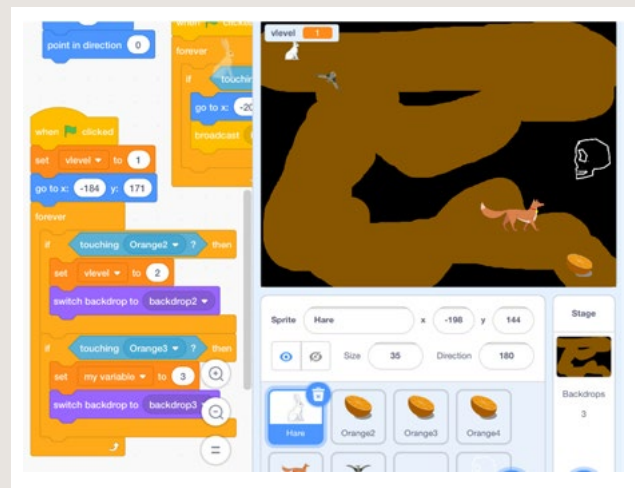 when clicked
point in direction 0
forever
if
go to x:
broadcast
when clicked
set vlevel to 1
go to x: -184 y: 171
forever
if touching Orange2 ? then
set vlevel to 2
switch backdrop to backdrop2
if touching Orange3 ? then
set my variable to 3
switch backdrop to backdrop3
vlevel 1
Sprite Hare x -198 y 144
Size 35 Direction 180
Hare Orange2 Orange3 Orange4
Stage
Backdrops
3